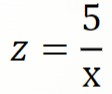 z = 5/x